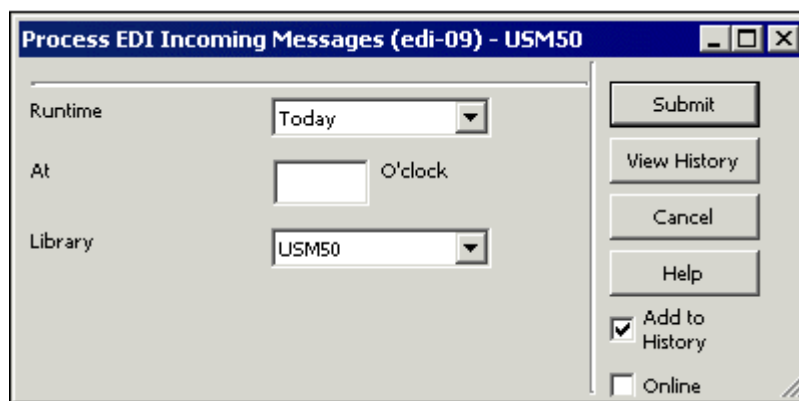 Process EDI Incoming Messages (edi-09) - USM50
Runtime
Today
At
O'clock
Library
USM50
Submit
View History
Cancel
Help
Add to
History
Online